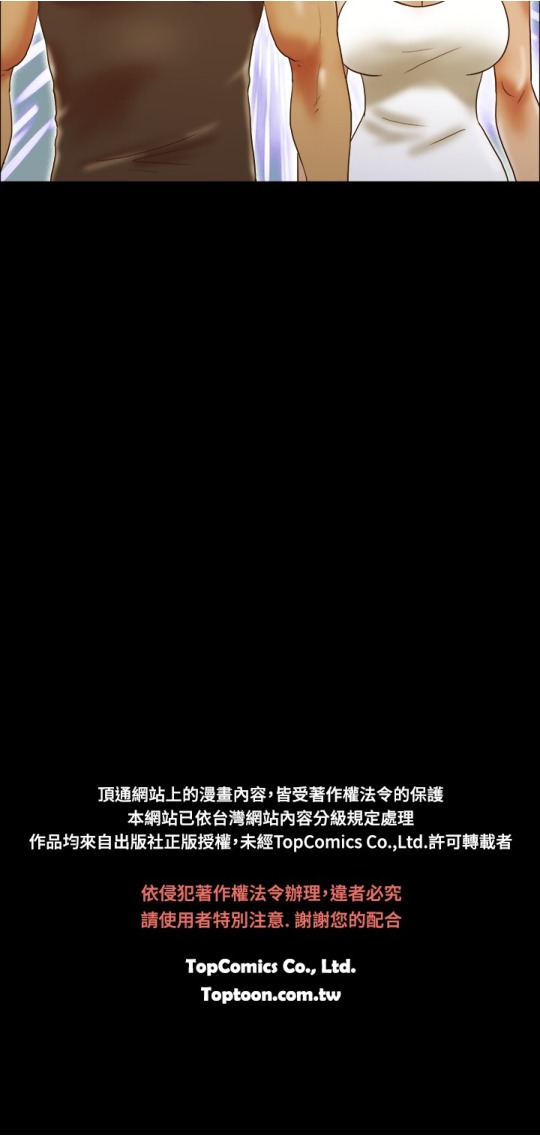 頂通網站上的漫畫內容，皆受著作權法令的保護
本網站已依台灣網站內容分級規定處理
作品均來自出版社正版授權，未經TopComics Co.,Ltd.許可轉載者
依侵犯著作權法令辦理，違者必究
請使用者特別注意. 謝謝您的配合
TopComics Co., Ltd.
Toptoon.com.tw